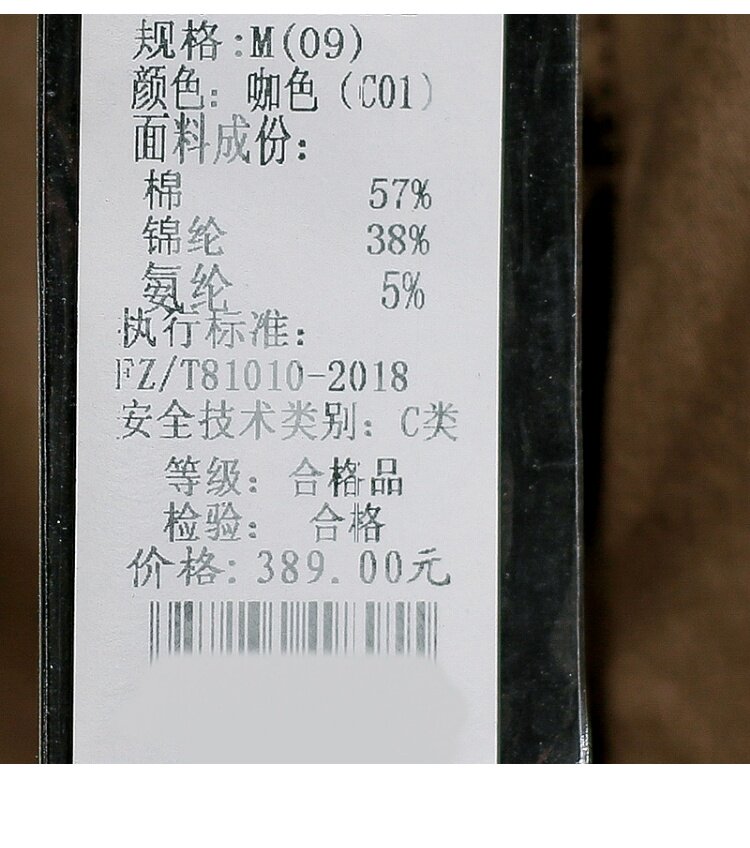 规格:M(09)
颜色: 咖色 (C01)
面料成份:
棉 57%
锦纶 38%
氨纶 5%
执行标准:
FZ/T81010-2018
安全技术类别: C类
等级: 合格品
检验: 合格
价格:389.00元